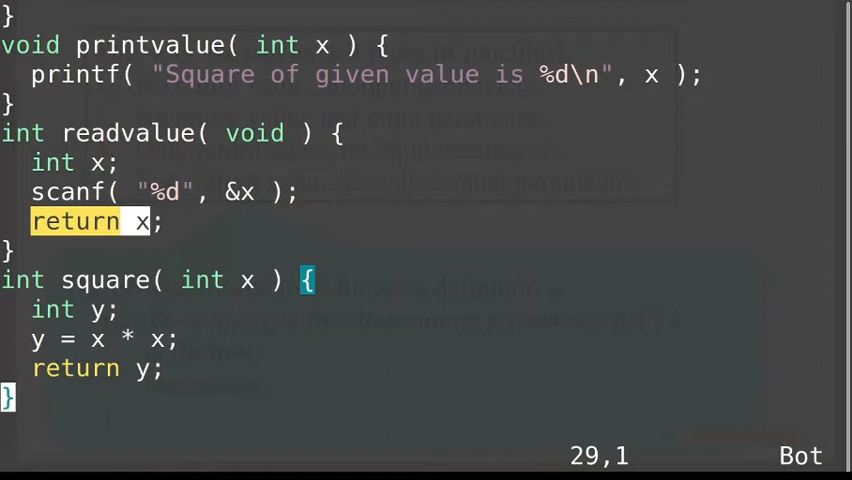 }
void printvalue( int x ) {
printf( "Square of given value is %d\n", x );
}
int readvalue( void ) {
int x;
scanf( "%d", &x );
return x;
}
int square( int x ) {
int y;
y = x * x;
return y;
}
29,1 Bot